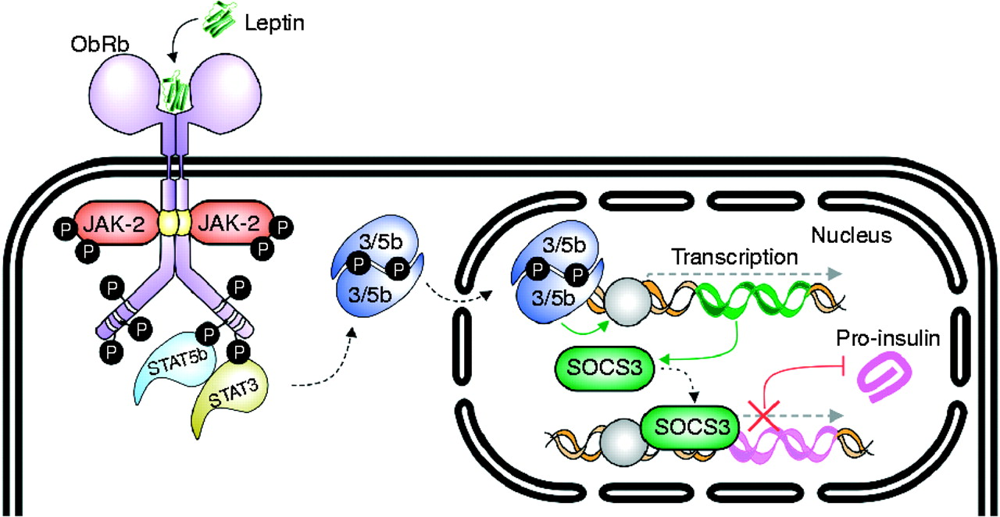 Leptin
ObRb
JAK-2
JAK-2
P
P
P
P
P
P
P
P
P
P
STAT5b
STAT3
3/5b
P
P
3/5b
Nucleus
3/5b
P
P
3/5b
Transcription
SOCS3
Pro-insulin
SOCS3